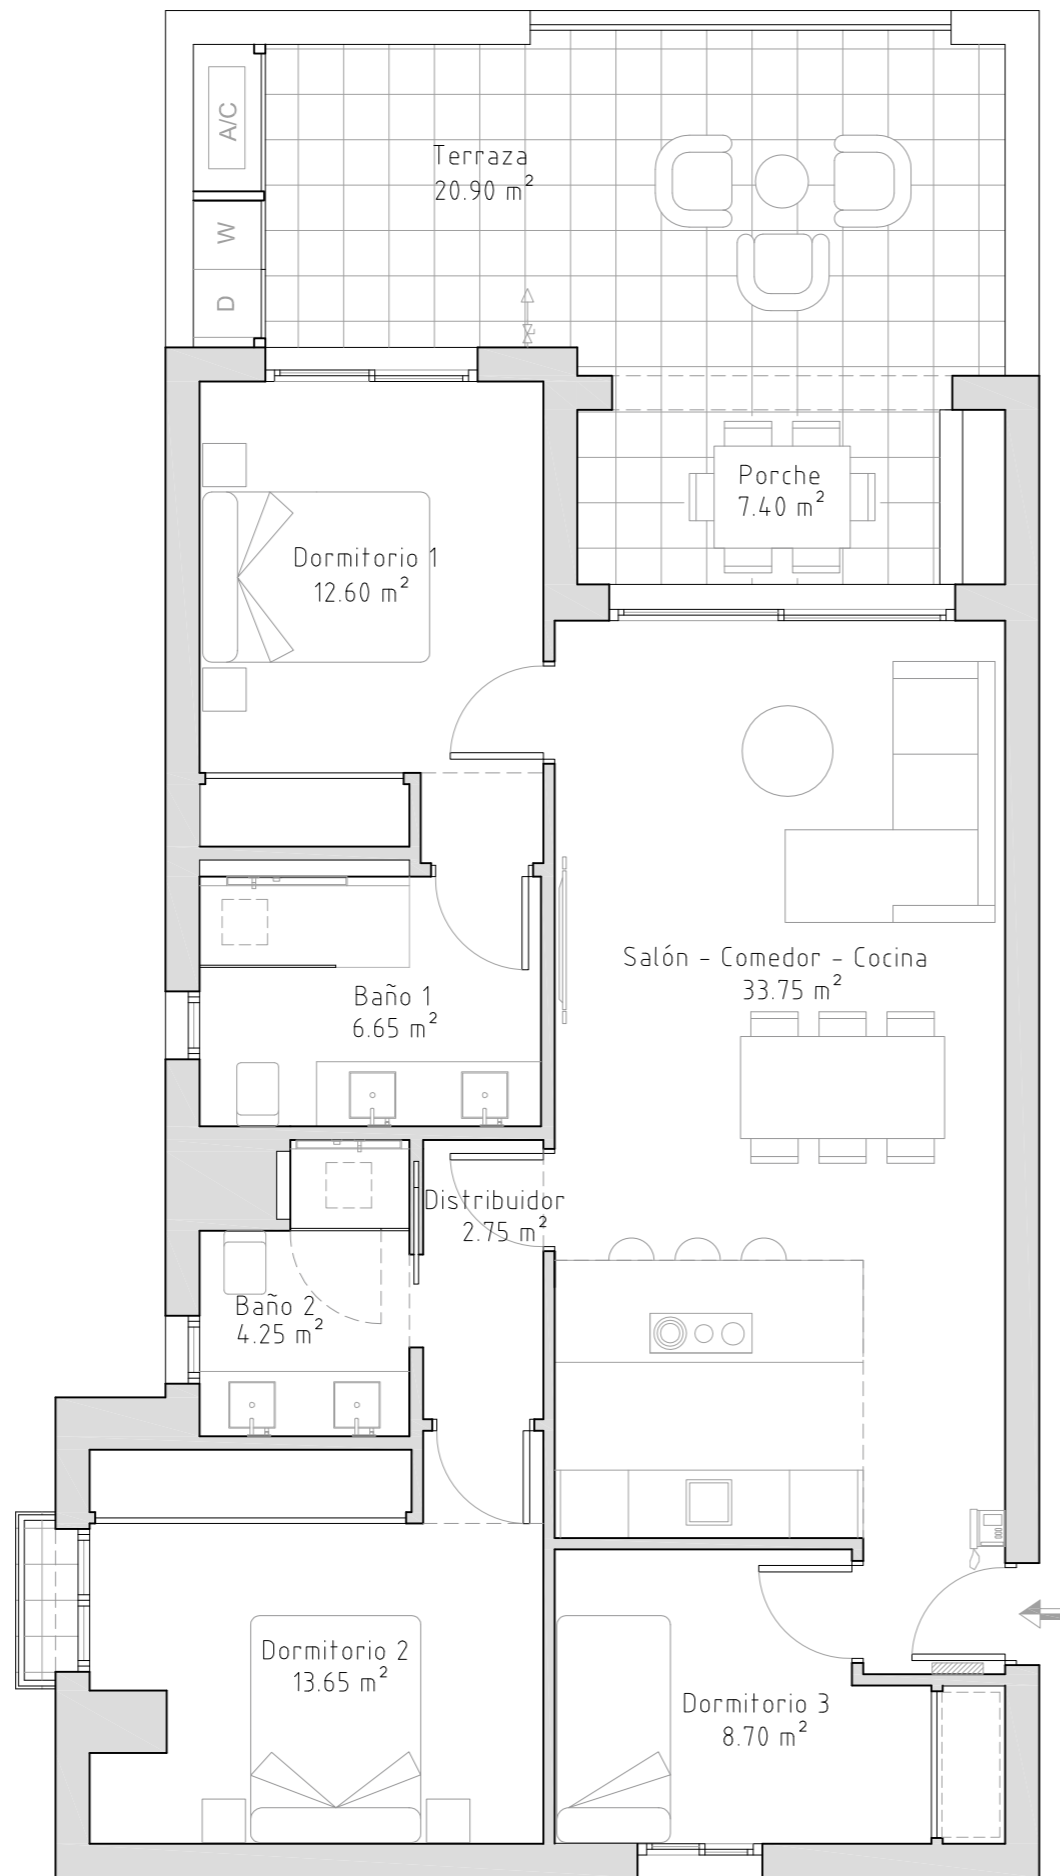 A/C
Terraza
20.90 m²
W
D
Porche
7.40 m²
Dormitorio 1
12.60 m²
Salón - Comedor - Cocina
33.75 m²
Baño 1
6.65 m²
Distribuidor
2.75 m²
Baño 2
4.25 m²
Dormitorio 2
13.65 m²
Dormitorio 3
8.70 m²